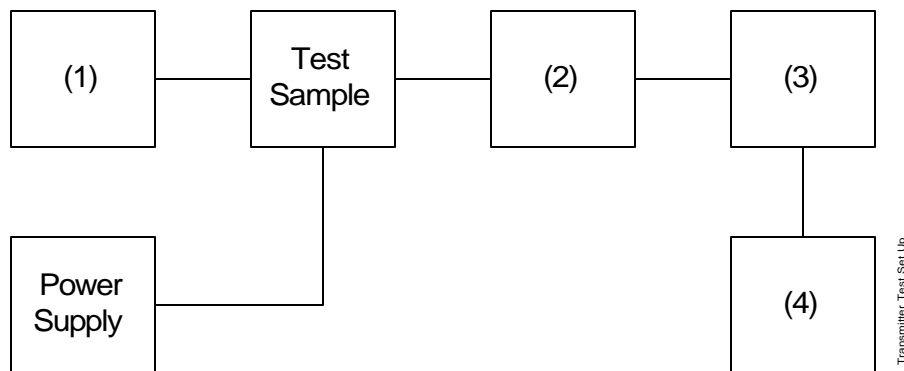 (1)
Test
Sample
(2)
(3)
Power
Supply
(4)
Transmitter Test Set Up